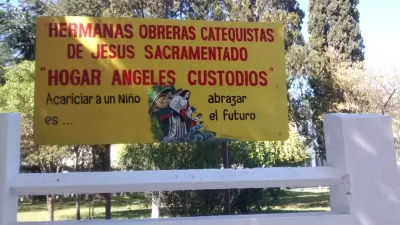 HERMANAS OBRERAS CATEQUISTAS
DE JESUS SACRAMENTADO
"HOGAR ANGELES CUSTODIOS"
Acariciar a un Niño
es ...
abrazar
el futuro